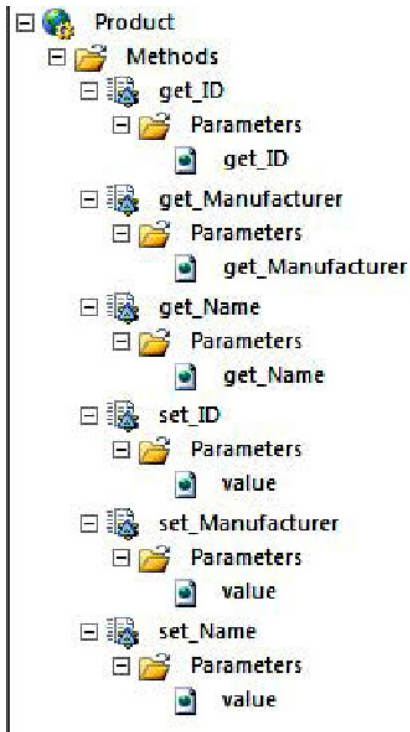 Product
Methods
get_ID
Parameters
get_ID
get_Manufacturer
Parameters
get_Manufacturer
get_Name
Parameters
get_Name
set_ID
Parameters
value
set_Manufacturer
Parameters
value
set_Name
Parameters
value